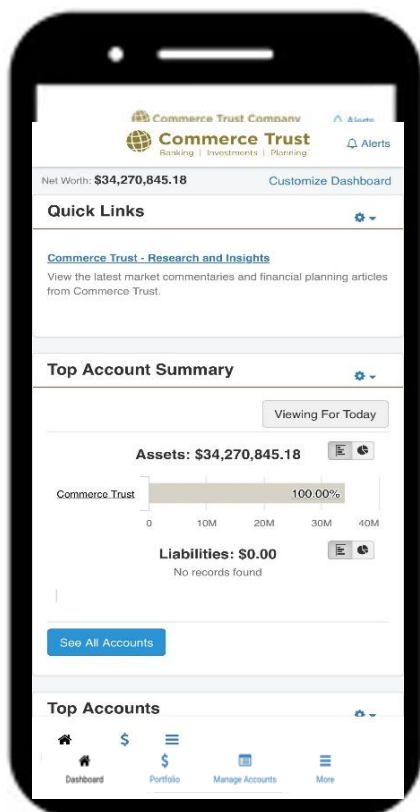 Commerce Trust Company
Alerts
Commerce Trust
Banking | Investments | Planning
Alerts
Net Worth: $34,270,845.18
Customize Dashboard
Quick Links
Commerce Trust - Research and Insights
View the latest market commentaries and financial planning articles
from Commerce Trust.
Top Account Summary
Viewing For Today
Assets: $34,270,845.18
Commerce Trust
100.00%
0 10M 20M 30M 40M
Liabilities: $0.00
No records found
See All Accounts
Top Accounts
$
$
Dashboard Portfolio Manage Accounts More